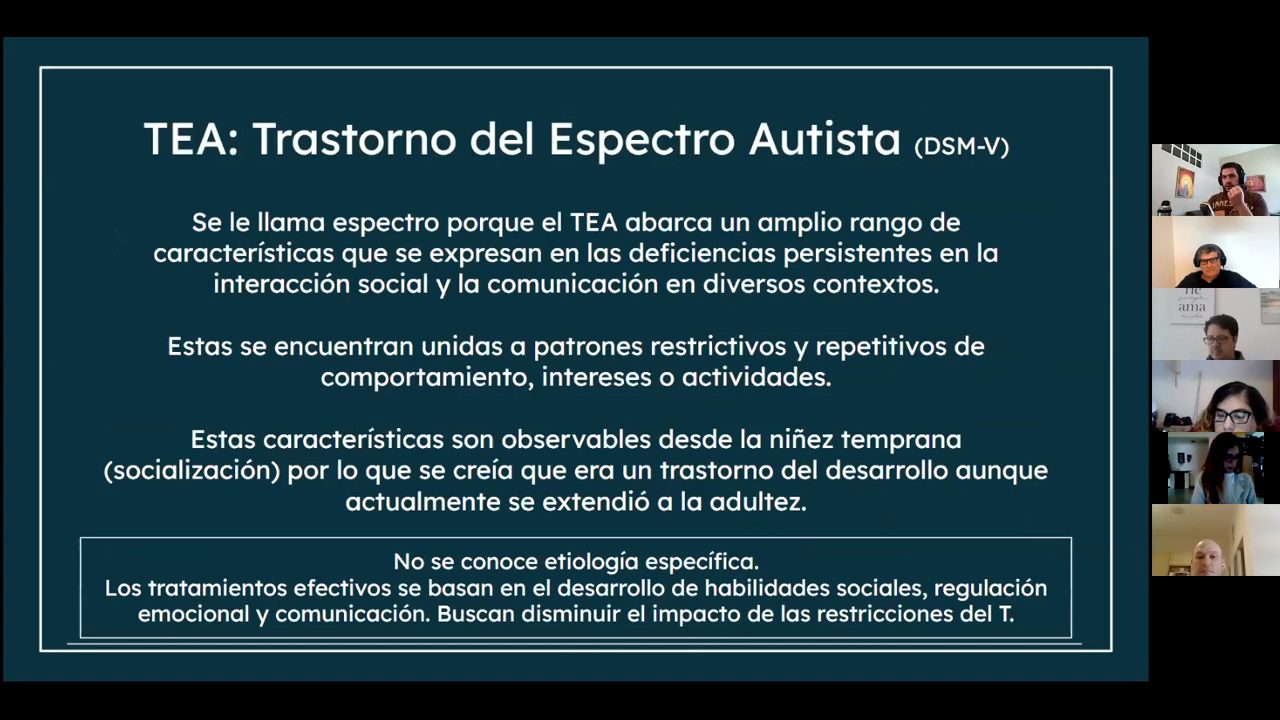 TEA: Trastorno del Espectro Autista (DSM-V)
Se le llama espectro porque el TEA abarca un amplio rango de
características que se expresan en las deficiencias persistentes en la
interacción social y la comunicación en diversos contextos.
Estas se encuentran unidas a patrones restrictivos y repetitivos de
comportamiento, intereses o actividades.
Estas características son observables desde la niñez temprana
(socialización) por lo que se creía que era un trastorno del desarrollo aunque
actualmente se extendió a la adultez.
No se conoce etiología específica.
Los tratamientos efectivos se basan en el desarrollo de habilidades sociales, regulación
emocional y comunicación. Buscan disminuir el impacto de las restricciones del T.
ama